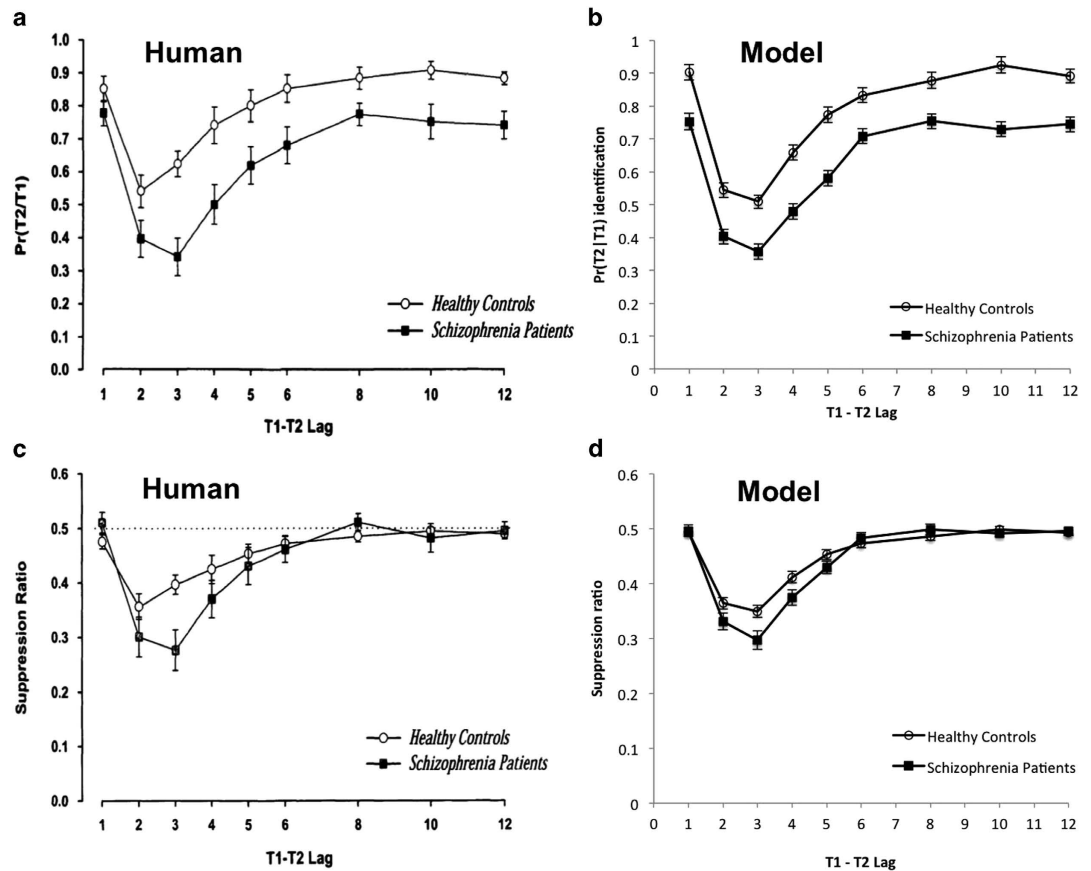 a
Human
1.0
0.9
0.8
0.7
0.6
0.5
0.4
0.3
0.2
0.1
0.0
Pr(T2/T1)
Healthy Controls
Schizophrenia Patients
1 2 3 4 5 6 8 10 12
T1-T2 Lag
b
Model
1
0.9
0.8
0.7
0.6
0.5
0.4
0.3
0.2
0.1
0
Pr(T2|T1) identification
Healthy Controls
Schizophrenia Patients
0 1 2 3 4 5 6 7 8 9 10 11 12
T1 - T2 Lag
c
Human
0.6
0.5
0.4
0.3
0.2
0.1
0.0
Suppression Ratio
Healthy Controls
Schizophrenia Patients
1 2 3 4 5 6 8 10 12
T1-T2 Lag
d
Model
0.6
0.5
0.4
0.3
0.2
0.1
0
Suppression ratio
Healthy Controls
Schizophrenia Patients
0 1 2 3 4 5 6 7 8 9 10 11 12
T1 - T2 Lag